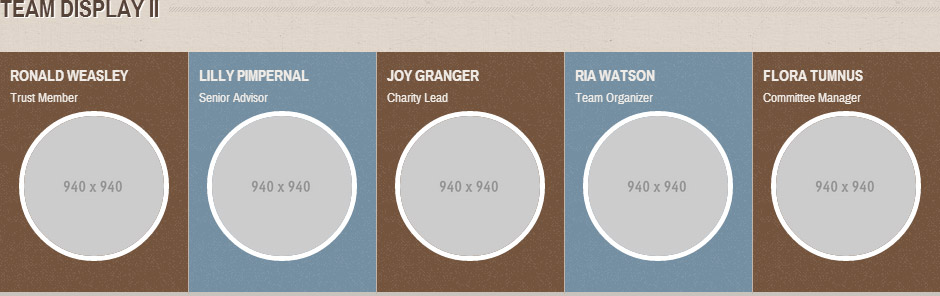 TEAM DISPLAY II
RONALD WEASLEY
Trust Member
940 x 940
LILLY PIMPERNAL
Senior Advisor
940 x 940
JOY GRANGER
Charity Lead
940 x 940
RIA WATSON
Team Organizer
940 x 940
FLORA TUMNUS
Committee Manager
940 x 940